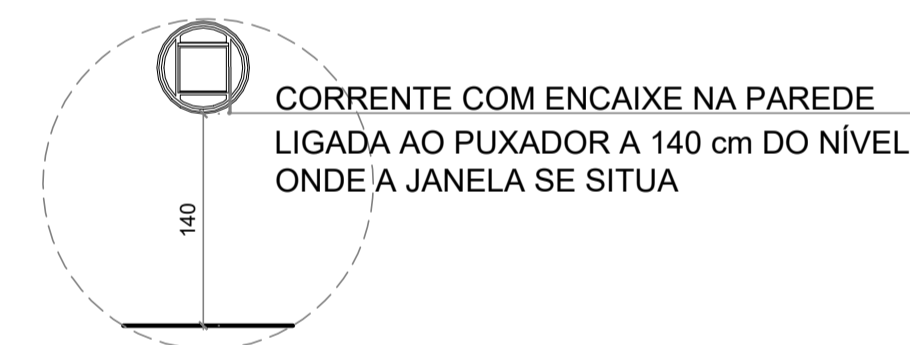 CORRENTE COM ENCAIXE NA PAREDE
LIGADA AO PUXADOR A 140 cm DO NÍVEL
ONDE A JANELA SE SITUA
140